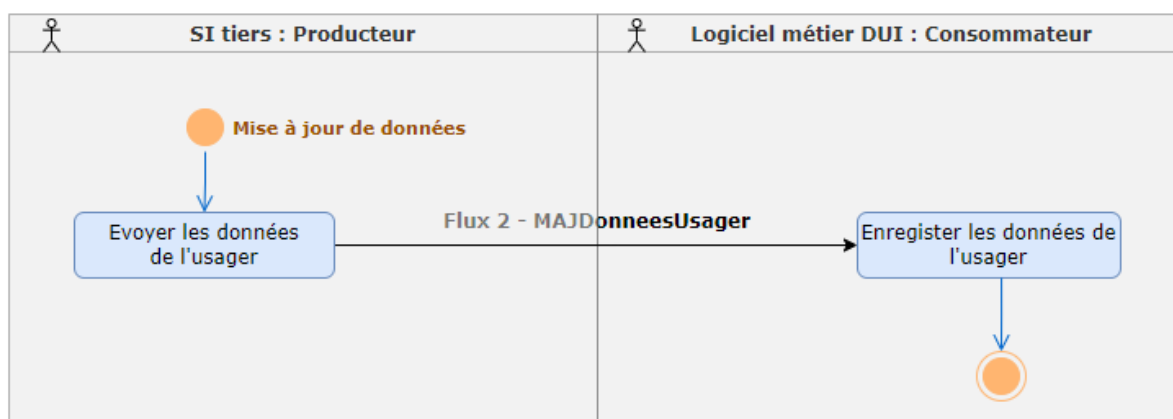 SI tiers : Producteur
Logiciel métier DUI : Consommateur
Mise à jour de données
Evoyer les données
de l'usager
Flux 2 - MAJDonneesUsager
Enregister les données de
l'usager